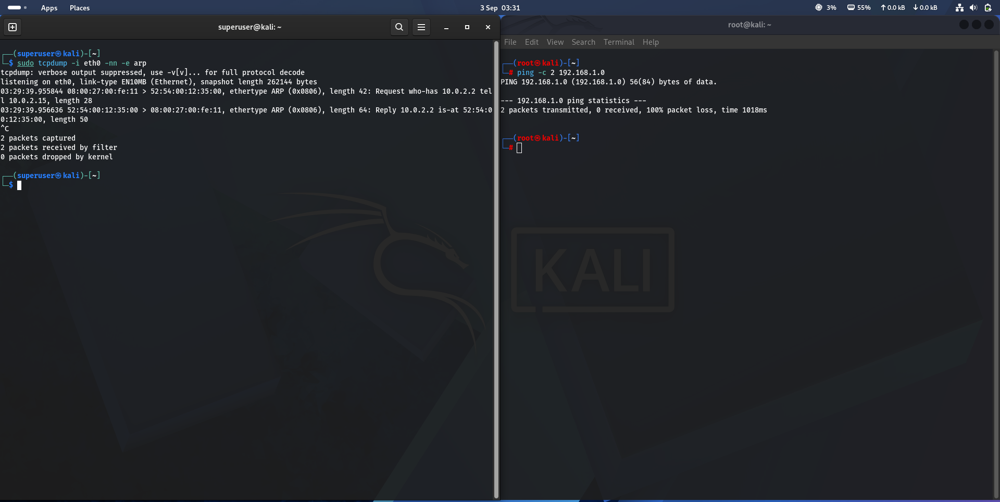 Apps Places 3 Sep 03:31 3% 55% ↑ 0.0 kB ↓ 0.0 kB
superuser@kali: ~
┌──(superuser㉿kali)-[~]
└─$ sudo tcpdump -i eth0 -nn -e arp
tcpdump: verbose output suppressed, use -v[v]... for full protocol decode
listening on eth0, link-type EN10MB (Ethernet), snapshot length 262144 bytes
03:29:39.955844 08:00:27:00:fe:11 > 52:54:00:12:35:00, ethertype ARP (0x0806), length 42: Request who-has 10.0.2.2 tel
l 10.0.2.15, length 28
03:29:39.956636 52:54:00:12:35:00 > 08:00:27:00:fe:11, ethertype ARP (0x0806), length 64: Reply 10.0.2.2 is-at 52:54:0
0:12:35:00, length 50
^C
2 packets captured
2 packets received by filter
0 packets dropped by kernel
┌──(superuser㉿kali)-[~]
└─$
root@kali: ~
File Edit View Search Terminal Help
┌──(root㉿kali)-[~]
└─# ping -c 2 192.168.1.0
PING 192.168.1.0 (192.168.1.0) 56(84) bytes of data.
--- 192.168.1.0 ping statistics ---
2 packets transmitted, 0 received, 100% packet loss, time 1018ms
┌──(root㉿kali)-[~]
└─#
KALI